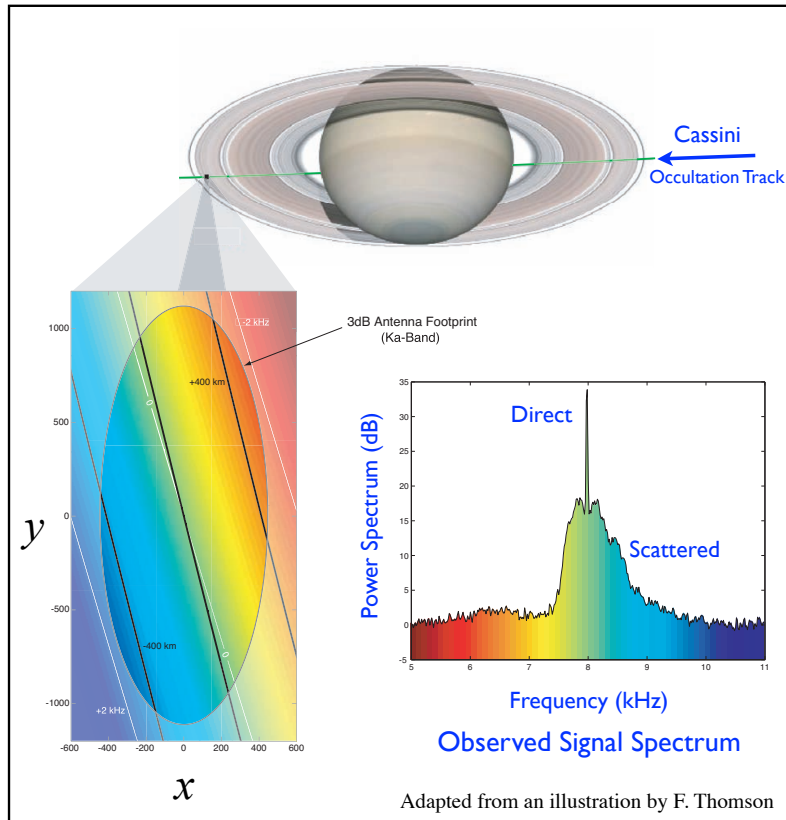 Cassini
Occultation Track
3dB Antenna Footprint
(Ka-Band)
-2 kHz
+400 km
0
0
-400 km
+2 kHz
1000
500
0
-500
-1000
-600
-400
-200
0
200
400
600
y
x
35
30
25
20
15
10
5
0
-5
5
6
7
8
9
10
11
Direct
Scattered
Power Spectrum (dB)
Frequency (kHz)
Observed Signal Spectrum
Adapted from an illustration by F. Thomson